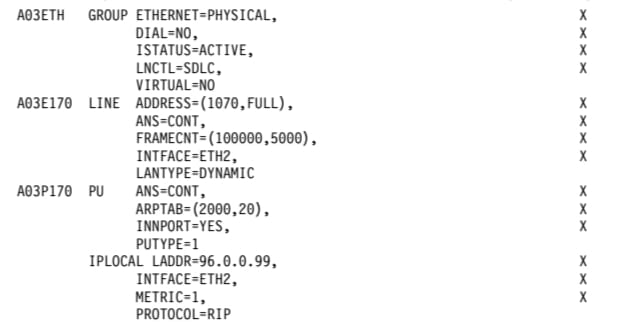 A03ETH   GROUP ETHERNET=PHYSICAL,                                      X
               DIAL=NO,                                                X
               ISTATUS=ACTIVE,                                         X
               LNCTL=SDLC,                                             X
               VIRTUAL=NO
A03E170  LINE  ADDRESS=(1070,FULL),                                    X
               ANS=CONT,                                               X
               FRAMECNT=(100000,5000),                                 X
               INTFACE=ETH2,                                           X
               LANTYPE=DYNAMIC
A03P170  PU    ANS=CONT,                                               X
               ARPTAB=(2000,20),                                       X
               INNPORT=YES,                                            X
               PUTYPE=1
         IPLOCAL LADDR=96.0.0.99,                                      X
               INTFACE=ETH2,                                           X
               METRIC=1,                                               X
               PROTOCOL=RIP